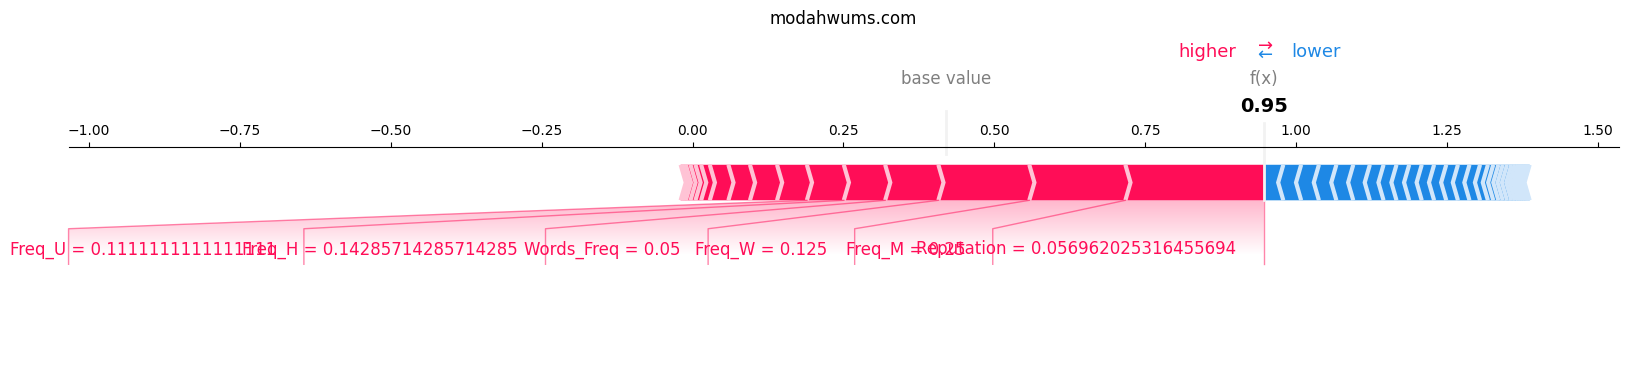 modahwums.com
higher ⇄ lower
base value f(x)
0.95
−1.00 −0.75 −0.50 −0.25 0.00 0.25 0.50 0.75 1.00 1.25 1.50
Freq_U = 0.1111111111111111 Freq_H = 0.14285714285714285 Words_Freq = 0.05 Freq_W = 0.125 Freq_M = 0.25 Reputation = 0.056962025316455694